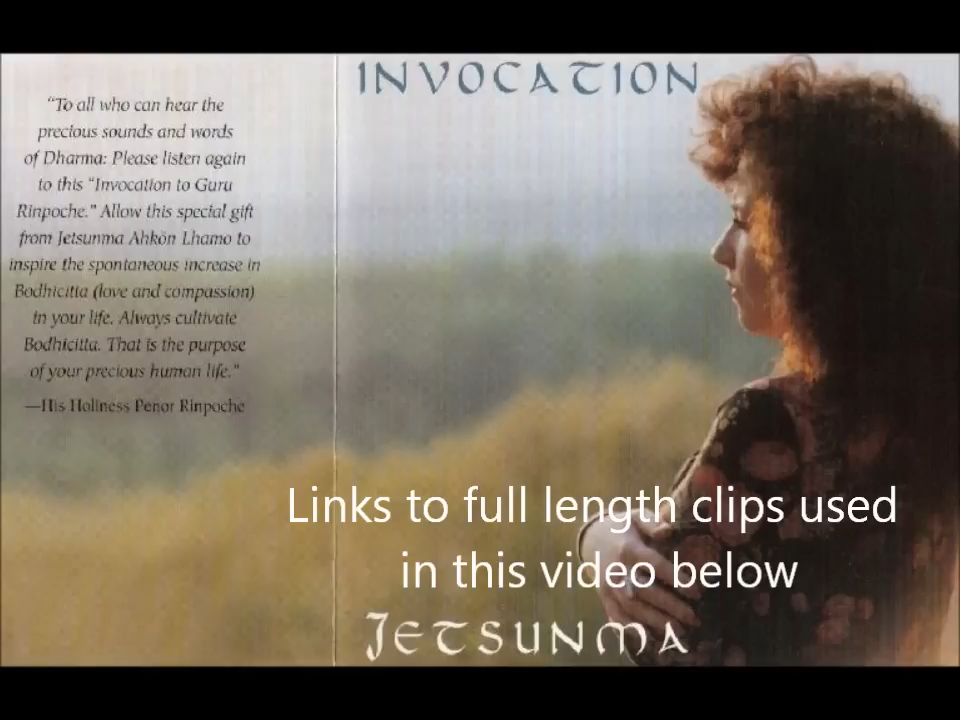 “To all who can hear the
precious sounds and words
of Dharma: Please listen again
to this “Invocation to Guru
Rinpoche.” Allow this special gift
from Jetsunma Ahkön Lhamo to
inspire the spontaneous increase in
Bodhicitta (love and compassion)
in your life. Always cultivate
Bodhicitta. That is the purpose
of your precious human life.”
—His Holiness Penor Rinpoche
INVOCATION
Links to full length clips used
in this video below
JETSUNMA